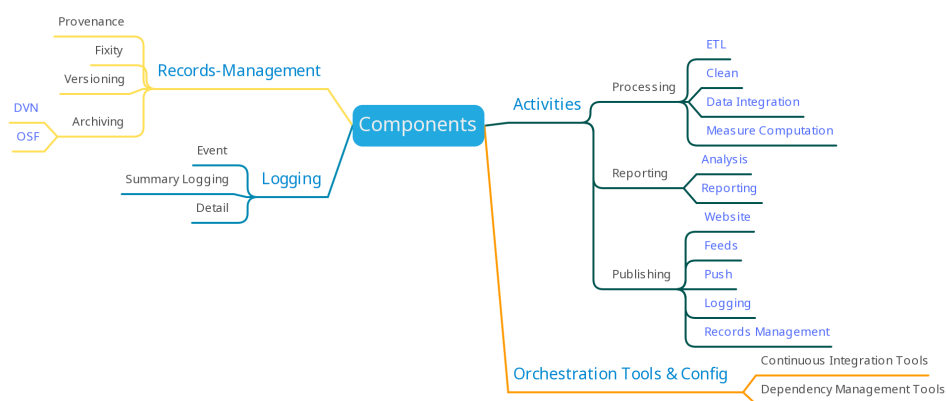 Components
Records-Management
Provenance
Fixity
Versioning
Archiving
DVN
OSF
Logging
Event
Summary Logging
Detail
Activities
Processing
ETL
Clean
Data Integration
Measure Computation
Reporting
Analysis
Reporting
Publishing
Website
Feeds
Push
Logging
Records Management
Orchestration Tools & Config
Continuous Integration Tools
Dependency Management Tools